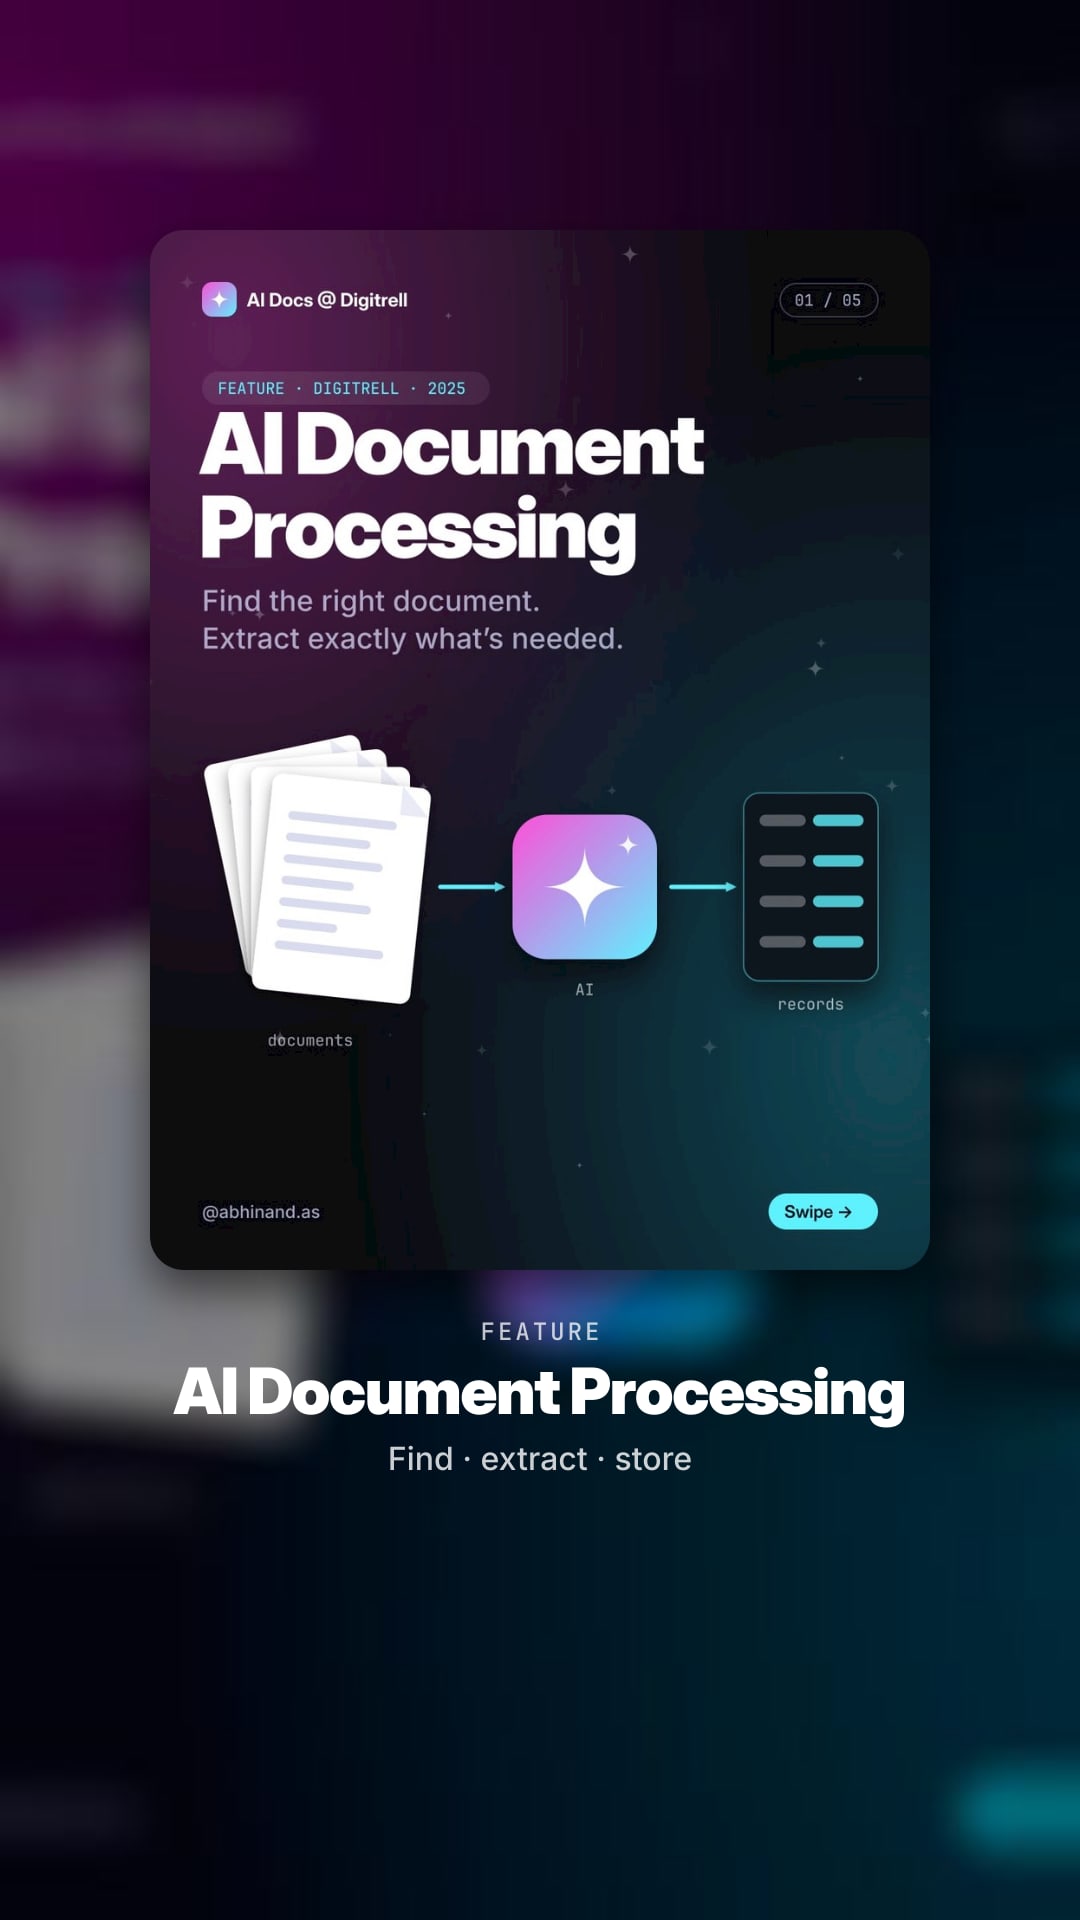 AI Docs @ Digitrell
01 / 05
FEATURE · DIGITRELL · 2025
AI Document
Processing
Find the right document.
Extract exactly what’s needed.
AI
records
documents
@abhinand.as
Swipe →
FEATURE
AI Document Processing
Find · extract · store